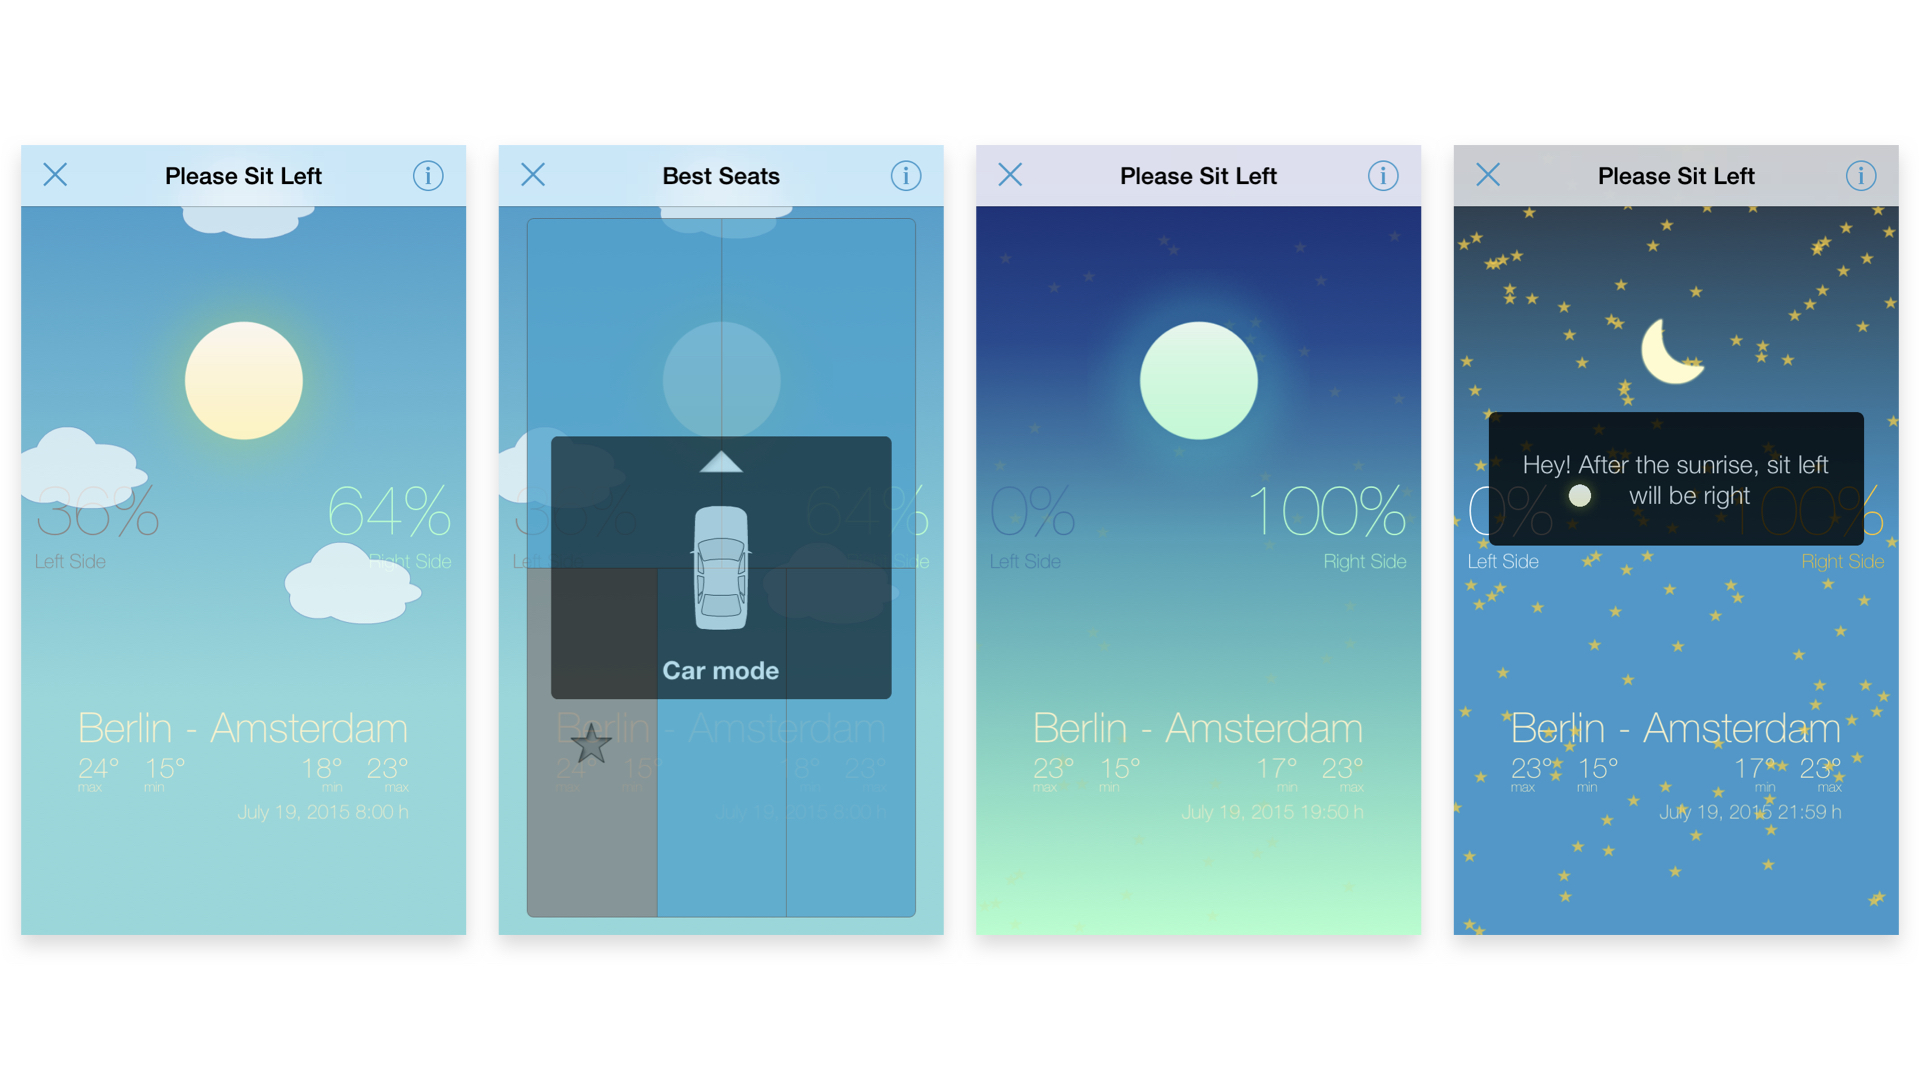 Please Sit Left
36%
64%
Left Side
Right Side
Berlin - Amsterdam
24° 15° 18° 23°
max min min max
July 19, 2015 8:00 h
Best Seats
36%
64%
Car mode
Berlin - Amsterdam
24° 15° 18° 23°
max min min max
July 19, 2015 8:00 h
Please Sit Left
0%
100%
Left Side
Right Side
Berlin - Amsterdam
23° 15° 17° 23°
max min min max
July 19, 2015 19:50 h
Please Sit Left
Hey! After the sunrise, sit left
will be right
0%
100%
Left Side
Right Side
Berlin - Amsterdam
23° 15° 17° 23°
max min min max
July 19, 2015 21:59 h